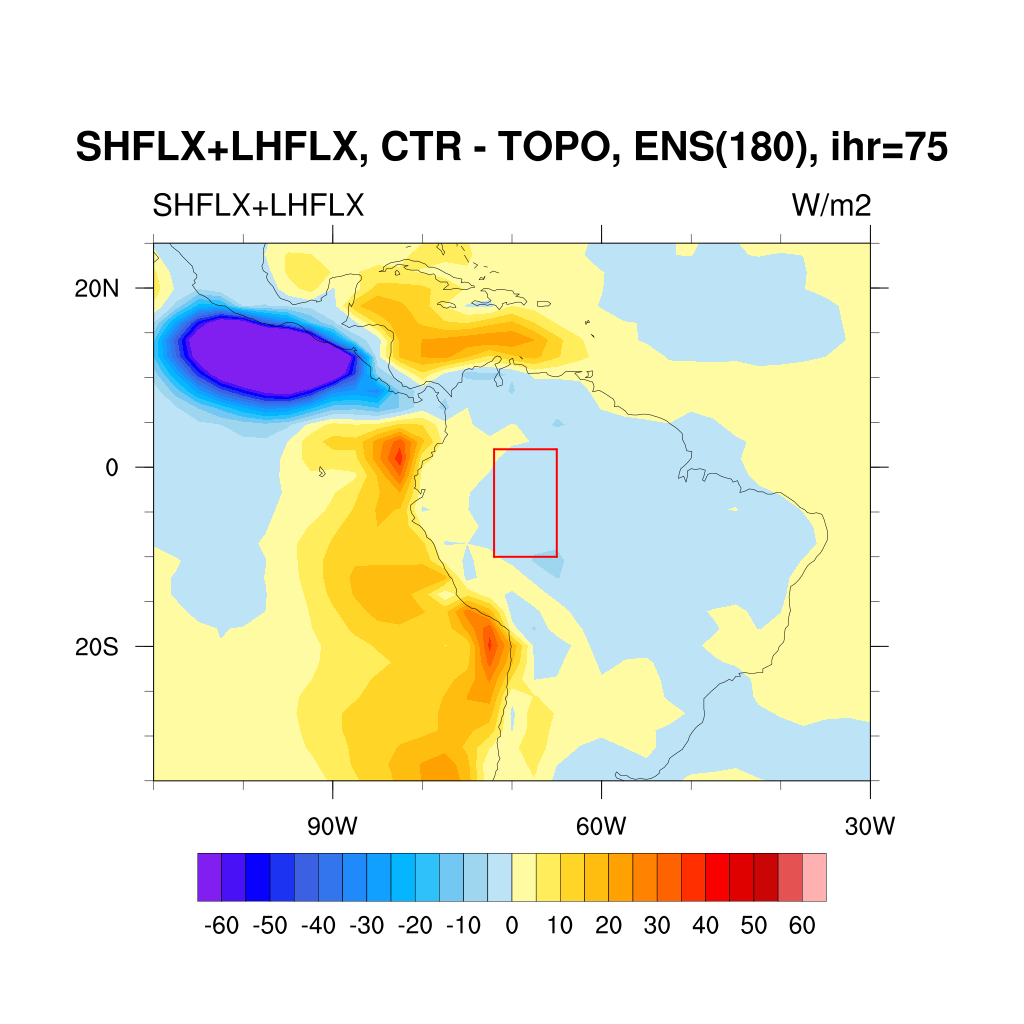 SHFLX+LHFLX, CTR - TOPO, ENS(180), ihr=75
SHFLX+LHFLX W/m2
20N
0
20S
90W 60W 30W
-60 -50 -40 -30 -20 -10 0 10 20 30 40 50 60